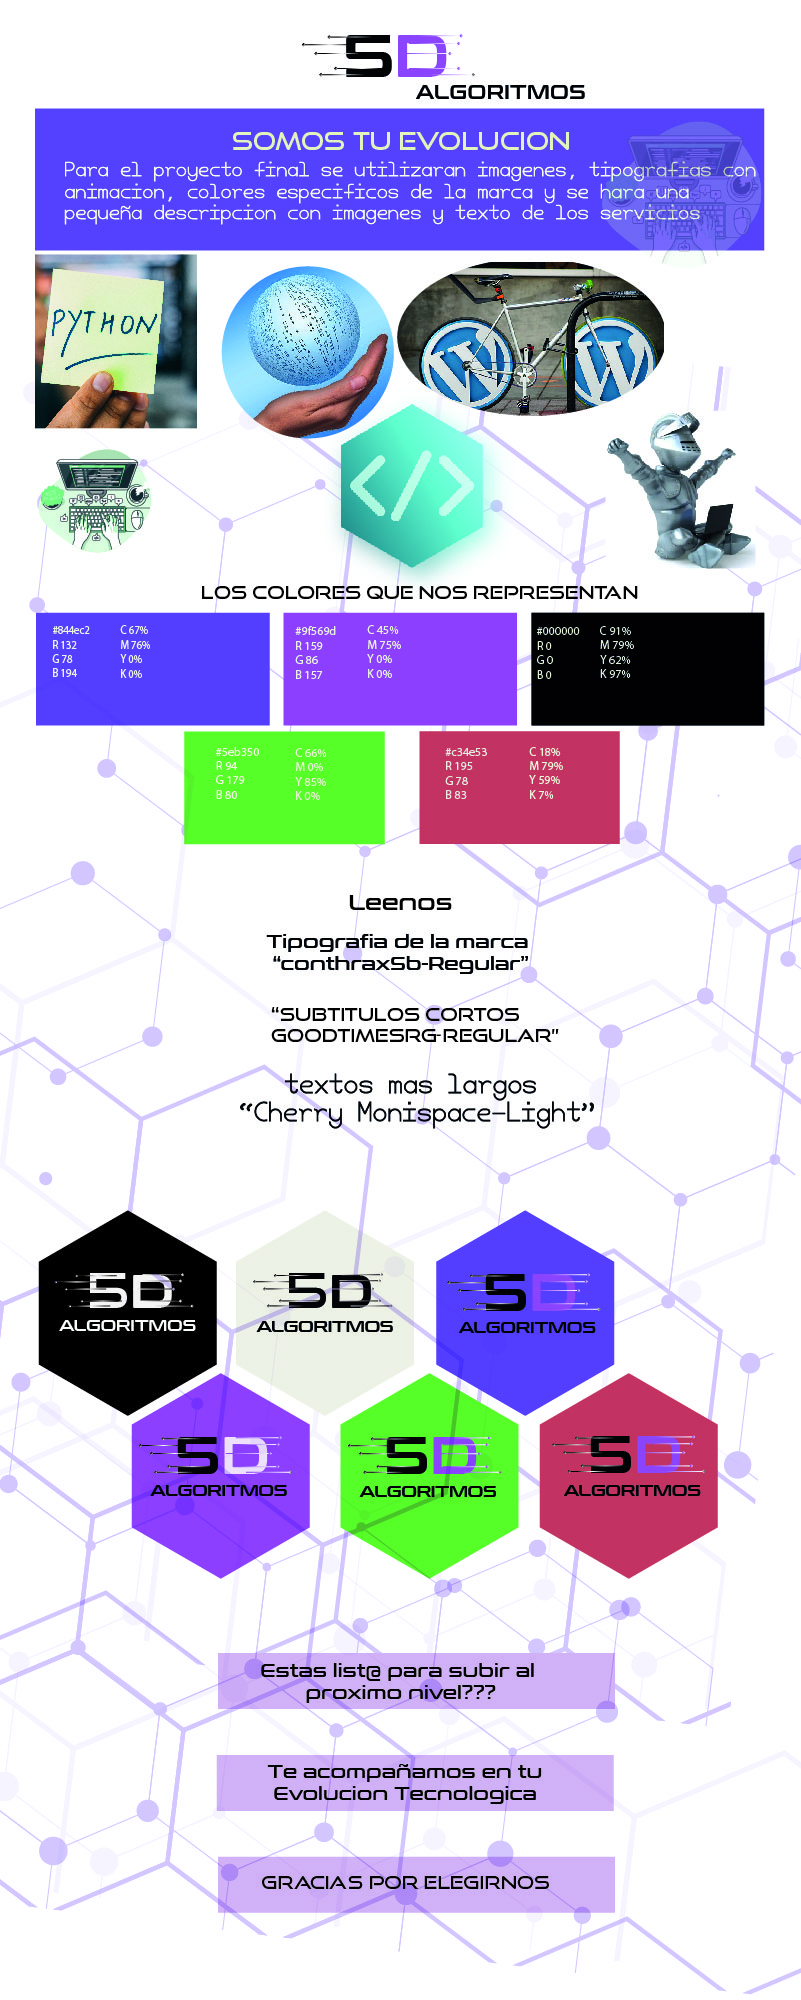 5D
ALGORITMOS
SOMOS TU EVOLUCION
Para el proyecto final se utilizaran imagenes, tipografias con
animacion, colores especificos de la marca y se hara una
pequeña descripcion con imagenes y texto de los servicios
PYTHON
W W
</>
LOS COLORES QUE NOS REPRESENTAN
#844ec2
R 132
G 78
B 194
C 67%
M 76%
Y 0%
K 0%
#9f569d
R 159
G 86
B 157
C 45%
M 75%
Y 0%
K 0%
#000000
R 0
G 0
B 0
C 91%
M 79%
Y 62%
K 97%
#5eb350
R 94
G 179
B 80
C 66%
M 0%
Y 85%
K 0%
#c34e53
R 195
G 78
B 83
C 18%
M 79%
Y 59%
K 7%
Leenos
Tipografia de la marca
“conthraxSb-Regular”
“SUBTITULOS CORTOS
GOODTIMESRG-REGULAR”
textos mas largos
“Cherry Monispace-Light”
5D
ALGORITMOS
5D
ALGORITMOS
5D
ALGORITMOS
5D
ALGORITMOS
5D
ALGORITMOS
5D
ALGORITMOS
Estas list@ para subir al
proximo nivel???
Te acompañamos en tu
Evolucion Tecnologica
GRACIAS POR ELEGIRNOS